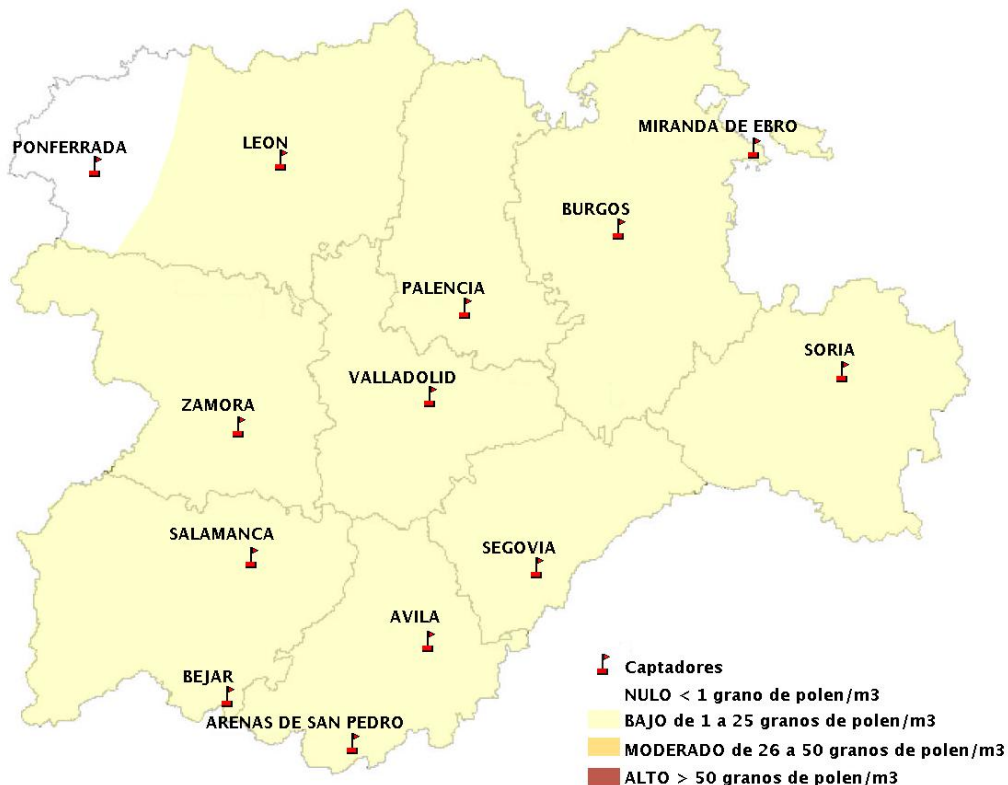 MIRANDA DE EBRO
PONFERRADA
LEON
BURGOS
PALENCIA
SORIA
VALLADOLID
ZAMORA
SALAMANCA
SEGOVIA
AVILA
BEJAR
ARENAS DE SAN PEDRO
Captadores
NULO < 1 grano de polen/m3
BAJO de 1 a 25 granos de polen/m3
MODERADO de 26 a 50 granos de polen/m3
ALTO > 50 granos de polen/m3